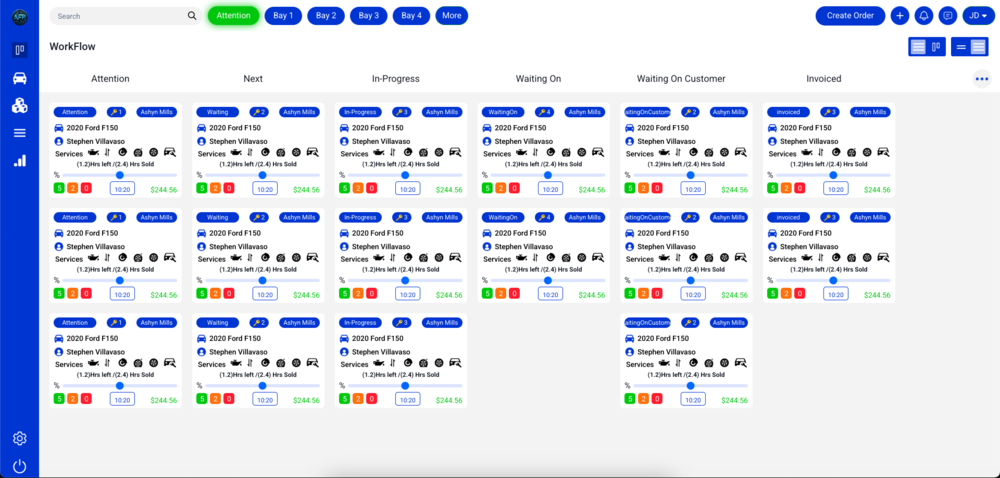 Search
Attention
Bay 1
Bay 2
Bay 3
Bay 4
More
Create Order
JD
WorkFlow
Attention
Next
In-Progress
Waiting On
Waiting On Customer
Invoiced
Attention 1 Ashyn Mills
2020 Ford F150
Stephen Villavaso
Services
(1.2)Hrs left /(2.4) Hrs Sold
%
5 2 0 10:20 $244.56
Waiting 2 Ashyn Mills
2020 Ford F150
Stephen Villavaso
Services
(1.2)Hrs left /(2.4) Hrs Sold
%
5 2 0 10:20 $244.56
In-Progress 3 Ashyn Mills
2020 Ford F150
Stephen Villavaso
Services
(1.2)Hrs left /(2.4) Hrs Sold
%
5 2 0 10:20 $244.56
WaitingOn 4 Ashyn Mills
2020 Ford F150
Stephen Villavaso
Services
(1.2)Hrs left /(2.4) Hrs Sold
%
5 2 0 10:20 $244.56
aitingOnCustom 2 Ashyn Mills
2020 Ford F150
Stephen Villavaso
Services
(1.2)Hrs left /(2.4) Hrs Sold
%
5 2 0 10:20 $244.56
invoiced 3 Ashyn Mills
2020 Ford F150
Stephen Villavaso
Services
(1.2)Hrs left /(2.4) Hrs Sold
%
5 2 0 10:20 $244.56
Attention 1 Ashyn Mills
2020 Ford F150
Stephen Villavaso
Services
(1.2)Hrs left /(2.4) Hrs Sold
%
5 2 0 10:20 $244.56
Waiting 2 Ashyn Mills
2020 Ford F150
Stephen Villavaso
Services
(1.2)Hrs left /(2.4) Hrs Sold
%
5 2 0 10:20 $244.56
In-Progress 3 Ashyn Mills
2020 Ford F150
Stephen Villavaso
Services
(1.2)Hrs left /(2.4) Hrs Sold
%
5 2 0 10:20 $244.56
WaitingOn 4 Ashyn Mills
2020 Ford F150
Stephen Villavaso
Services
(1.2)Hrs left /(2.4) Hrs Sold
%
5 2 0 10:20 $244.56
aitingOnCustom 2 Ashyn Mills
2020 Ford F150
Stephen Villavaso
Services
(1.2)Hrs left /(2.4) Hrs Sold
%
5 2 0 10:20 $244.56
invoiced 3 Ashyn Mills
2020 Ford F150
Stephen Villavaso
Services
(1.2)Hrs left /(2.4) Hrs Sold
%
5 2 0 10:20 $244.56
Attention 1 Ashyn Mills
2020 Ford F150
Stephen Villavaso
Services
(1.2)Hrs left /(2.4) Hrs Sold
%
5 2 0 10:20 $244.56
Waiting 2 Ashyn Mills
2020 Ford F150
Stephen Villavaso
Services
(1.2)Hrs left /(2.4) Hrs Sold
%
5 2 0 10:20 $244.56
In-Progress 3 Ashyn Mills
2020 Ford F150
Stephen Villavaso
Services
(1.2)Hrs left /(2.4) Hrs Sold
%
5 2 0 10:20 $244.56
aitingOnCustom 2 Ashyn Mills
2020 Ford F150
Stephen Villavaso
Services
(1.2)Hrs left /(2.4) Hrs Sold
%
5 2 0 10:20 $244.56